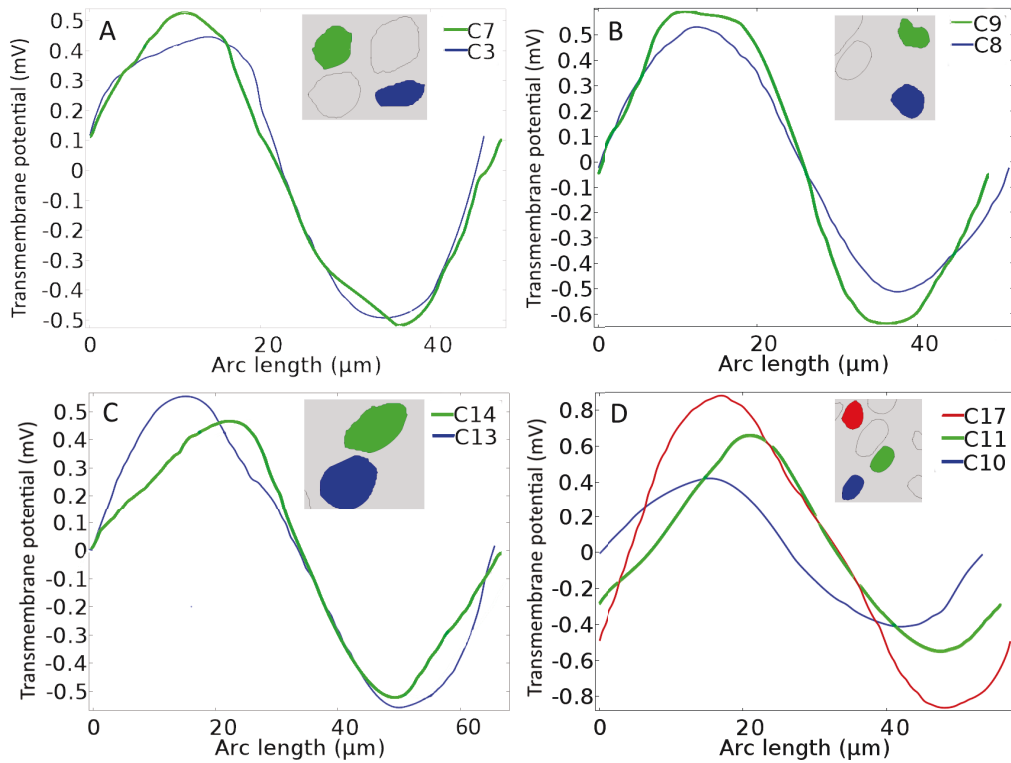 A
C7
C3
Transmembrane potential (mV)
0.5
0.4
0.3
0.2
0.1
0
-0.1
-0.2
-0.3
-0.4
-0.5
0
20
40
Arc length (μm)
B
C9
C8
Transmembrane potential (mV)
0.5
0.4
0.3
0.2
0.1
0
-0.1
-0.2
-0.3
-0.4
-0.5
-0.6
0
20
40
Arc length (μm)
C
C14
C13
Transmembrane potential (mV)
0.5
0.4
0.3
0.2
0.1
0
-0.1
-0.2
-0.3
-0.4
-0.5
0
20
40
60
Arc length (μm)
D
C17
C11
C10
Transmembrane potential (mV)
0.8
0.6
0.4
0.2
0
-0.2
-0.4
-0.6
-0.8
0
20
40
Arc length (μm)